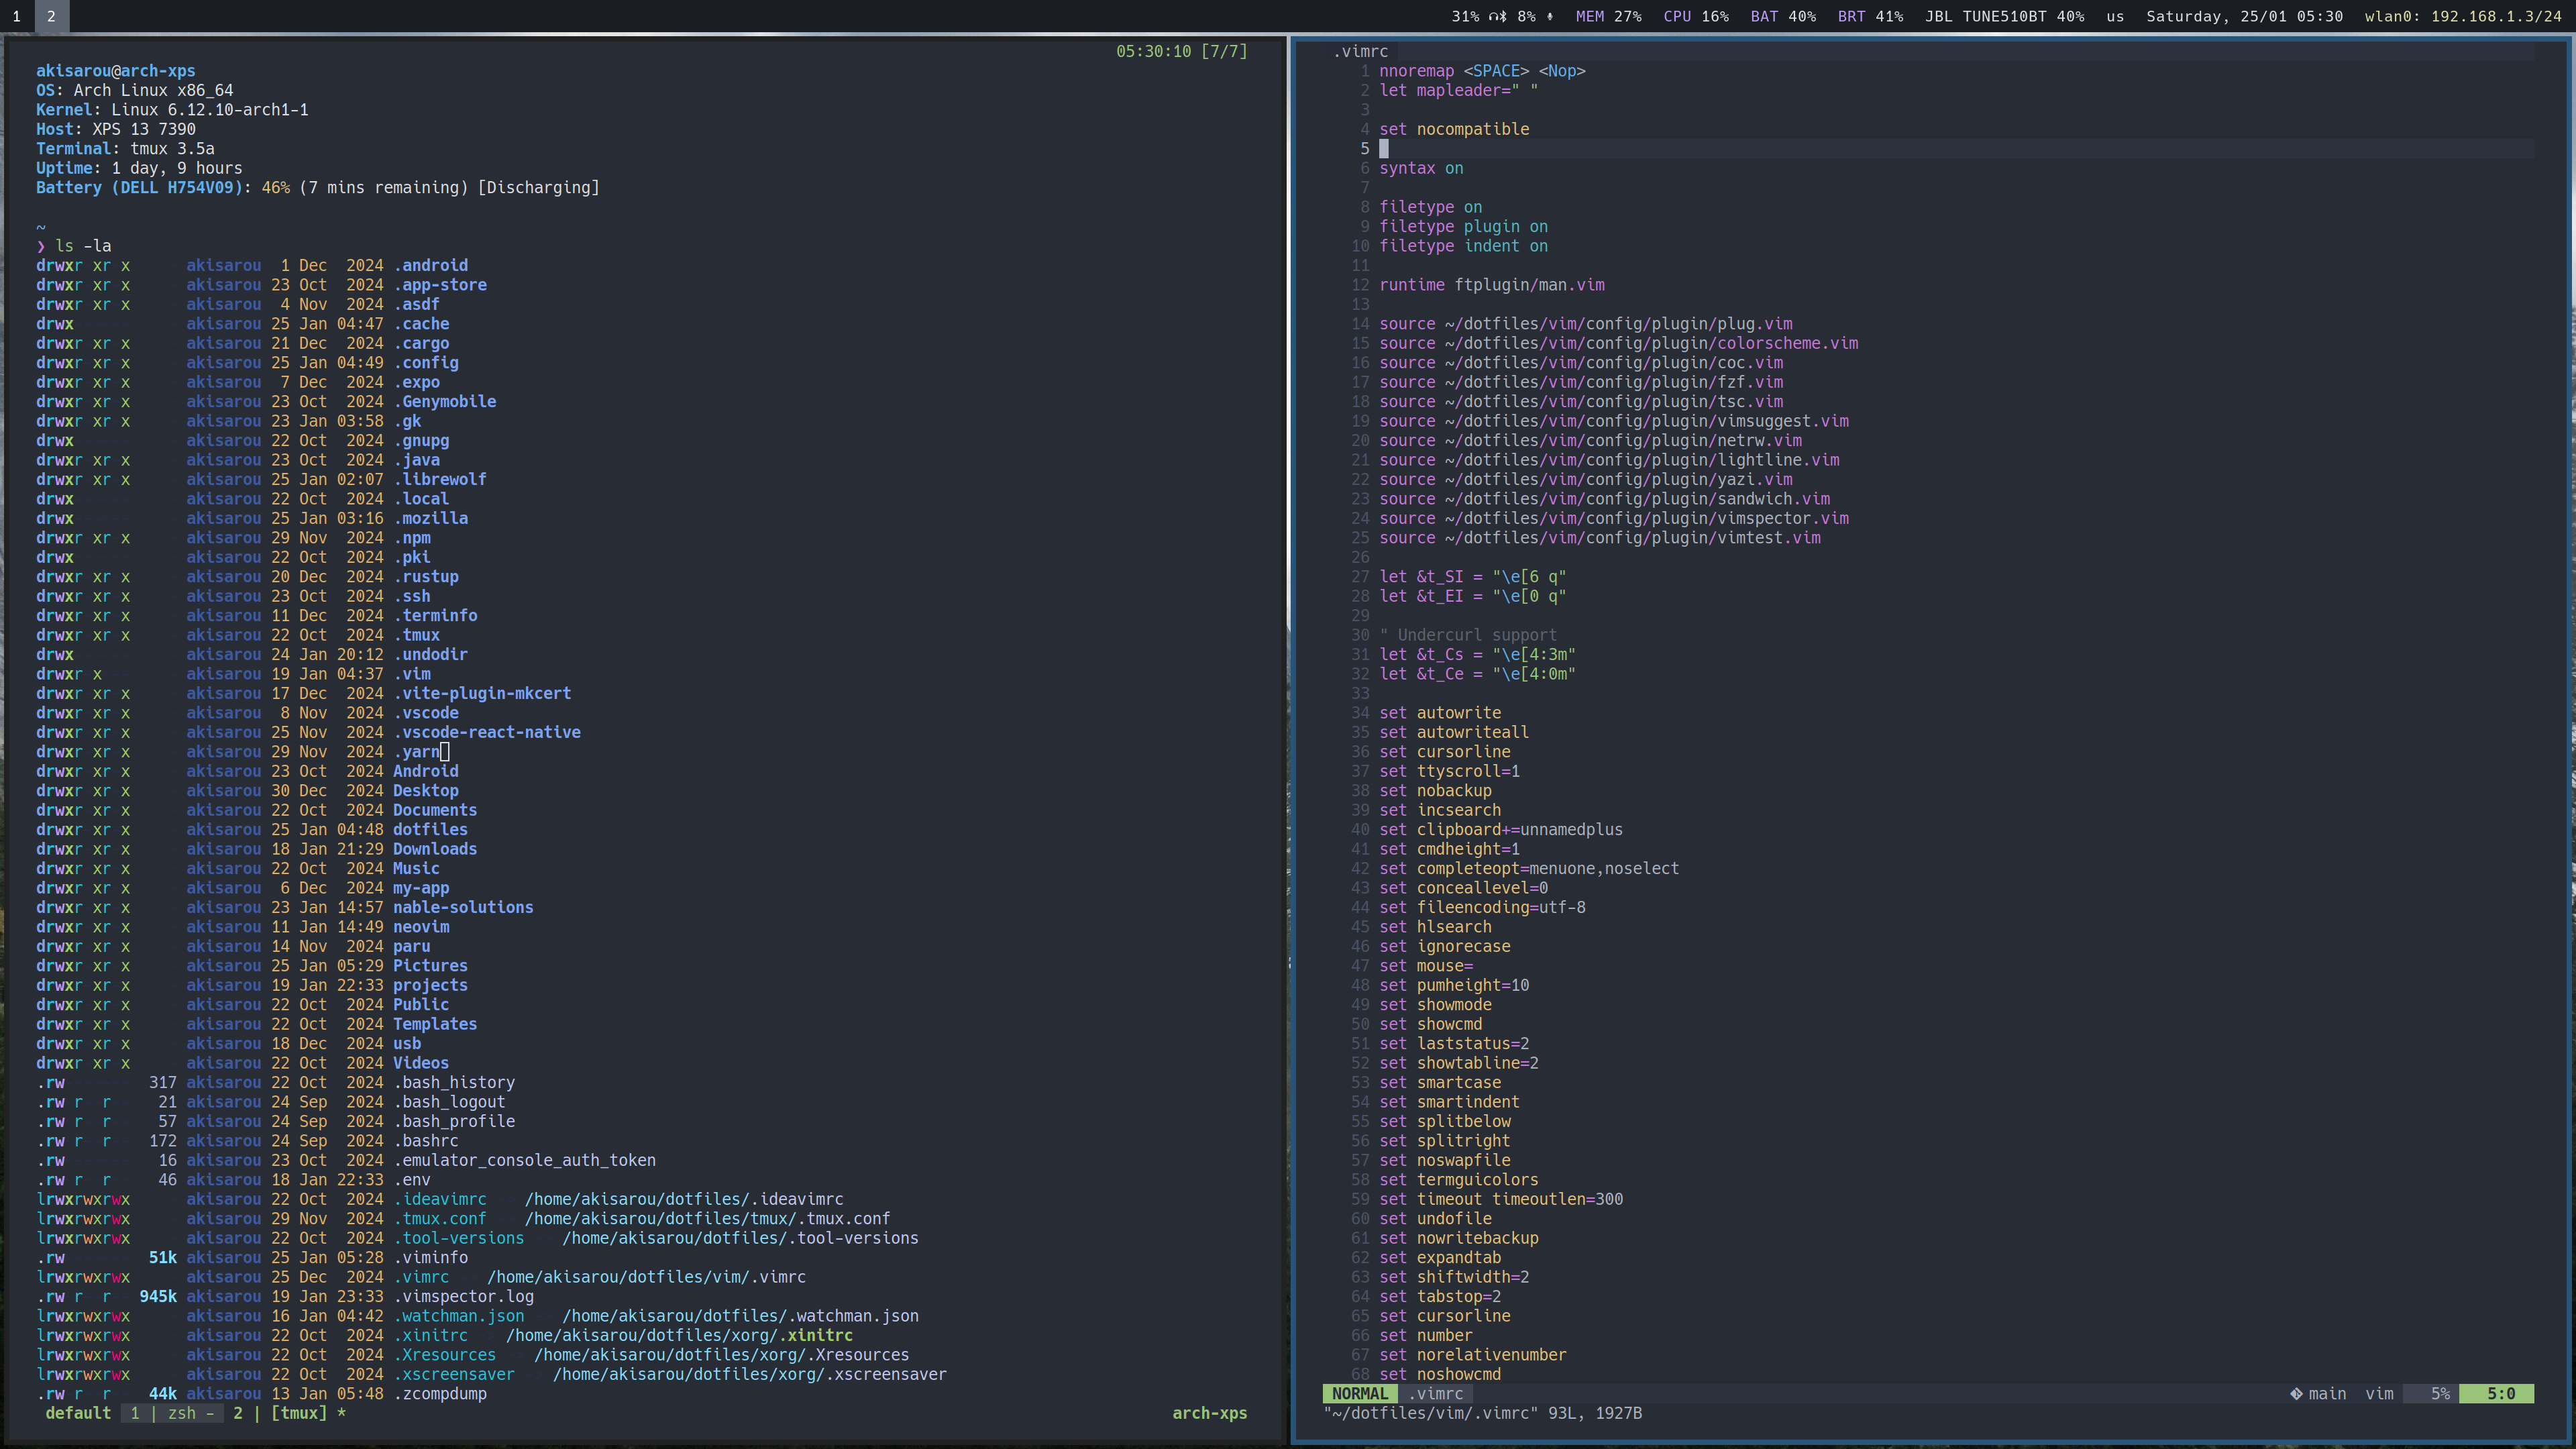 1 2 31% 8% MEM 27% CPU 16% BAT 40% BRT 41% JBL TUNE510BT 40% us Saturday, 25/01 05:30 wlan0: 192.168.1.3/24
05:30:10 [7/7]
akisarou@arch-xps
OS: Arch Linux x86_64
Kernel: Linux 6.12.10-arch1-1
Host: XPS 13 7390
Terminal: tmux 3.5a
Uptime: 1 day, 9 hours
Battery (DELL H754V09): 46% (7 mins remaining) [Discharging]
~
❯ ls -la
drwxr xr x akisarou 1 Dec 2024 .android
drwxr xr x akisarou 23 Oct 2024 .app-store
drwxr xr x akisarou 4 Nov 2024 .asdf
drwx akisarou 25 Jan 04:47 .cache
drwxr xr x akisarou 21 Dec 2024 .cargo
drwxr xr x akisarou 25 Jan 04:49 .config
drwxr xr x akisarou 7 Dec 2024 .expo
drwxr xr x akisarou 23 Oct 2024 .Genymobile
drwxr xr x akisarou 23 Jan 03:58 .gk
drwx akisarou 22 Oct 2024 .gnupg
drwxr xr x akisarou 23 Oct 2024 .java
drwxr xr x akisarou 25 Jan 02:07 .librewolf
drwx akisarou 22 Oct 2024 .local
drwx akisarou 25 Jan 03:16 .mozilla
drwxr xr x akisarou 29 Nov 2024 .npm
drwx akisarou 22 Oct 2024 .pki
drwxr xr x akisarou 20 Dec 2024 .rustup
drwxr xr x akisarou 23 Oct 2024 .ssh
drwxr xr x akisarou 11 Dec 2024 .terminfo
drwxr xr x akisarou 22 Oct 2024 .tmux
drwx akisarou 24 Jan 20:12 .undodir
drwxr x akisarou 19 Jan 04:37 .vim
drwxr xr x akisarou 17 Dec 2024 .vite-plugin-mkcert
drwxr xr x akisarou 8 Nov 2024 .vscode
drwxr xr x akisarou 25 Nov 2024 .vscode-react-native
drwxr xr x akisarou 29 Nov 2024 .yarn
drwxr xr x akisarou 23 Oct 2024 Android
drwxr xr x akisarou 30 Dec 2024 Desktop
drwxr xr x akisarou 22 Oct 2024 Documents
drwxr xr x akisarou 25 Jan 04:48 dotfiles
drwxr xr x akisarou 18 Jan 21:29 Downloads
drwxr xr x akisarou 22 Oct 2024 Music
drwxr xr x akisarou 6 Dec 2024 my-app
drwxr xr x akisarou 23 Jan 14:57 nable-solutions
drwxr xr x akisarou 11 Jan 14:49 neovim
drwxr xr x akisarou 14 Nov 2024 paru
drwxr xr x akisarou 25 Jan 05:29 Pictures
drwxr xr x akisarou 19 Jan 22:33 projects
drwxr xr x akisarou 22 Oct 2024 Public
drwxr xr x akisarou 22 Oct 2024 Templates
drwxr xr x akisarou 18 Dec 2024 usb
drwxr xr x akisarou 22 Oct 2024 Videos
.rw 317 akisarou 22 Oct 2024 .bash_history
.rw r r 21 akisarou 24 Sep 2024 .bash_logout
.rw r r 57 akisarou 24 Sep 2024 .bash_profile
.rw r r 172 akisarou 24 Sep 2024 .bashrc
.rw 16 akisarou 23 Oct 2024 .emulator_console_auth_token
.rw r r 46 akisarou 18 Jan 22:33 .env
lrwxrwxrwx akisarou 22 Oct 2024 .ideavimrc /home/akisarou/dotfiles/.ideavimrc
lrwxrwxrwx akisarou 29 Nov 2024 .tmux.conf /home/akisarou/dotfiles/tmux/.tmux.conf
lrwxrwxrwx akisarou 22 Oct 2024 .tool-versions /home/akisarou/dotfiles/.tool-versions
.rw 51k akisarou 25 Jan 05:28 .viminfo
lrwxrwxrwx akisarou 25 Dec 2024 .vimrc /home/akisarou/dotfiles/vim/.vimrc
.rw r r 945k akisarou 19 Jan 23:33 .vimspector.log
lrwxrwxrwx akisarou 16 Jan 04:42 .watchman.json /home/akisarou/dotfiles/.watchman.json
lrwxrwxrwx akisarou 22 Oct 2024 .xinitrc /home/akisarou/dotfiles/xorg/.xinitrc
lrwxrwxrwx akisarou 22 Oct 2024 .Xresources /home/akisarou/dotfiles/xorg/.Xresources
lrwxrwxrwx akisarou 22 Oct 2024 .xscreensaver /home/akisarou/dotfiles/xorg/.xscreensaver
.rw r r 44k akisarou 13 Jan 05:48 .zcompdump
default 1 | zsh - 2 | [tmux] * arch-xps
.vimrc
1 nnoremap <SPACE> <Nop>
2 let mapleader=" "
3
4 set nocompatible
5
6 syntax on
7
8 filetype on
9 filetype plugin on
10 filetype indent on
11
12 runtime ftplugin/man.vim
13
14 source ~/dotfiles/vim/config/plugin/plug.vim
15 source ~/dotfiles/vim/config/plugin/colorscheme.vim
16 source ~/dotfiles/vim/config/plugin/coc.vim
17 source ~/dotfiles/vim/config/plugin/fzf.vim
18 source ~/dotfiles/vim/config/plugin/tsc.vim
19 source ~/dotfiles/vim/config/plugin/vimsuggest.vim
20 source ~/dotfiles/vim/config/plugin/netrw.vim
21 source ~/dotfiles/vim/config/plugin/lightline.vim
22 source ~/dotfiles/vim/config/plugin/yazi.vim
23 source ~/dotfiles/vim/config/plugin/sandwich.vim
24 source ~/dotfiles/vim/config/plugin/vimspector.vim
25 source ~/dotfiles/vim/config/plugin/vimtest.vim
26
27 let &t_SI = "\e[6 q"
28 let &t_EI = "\e[0 q"
29
30 " Undercurl support
31 let &t_Cs = "\e[4:3m"
32 let &t_Ce = "\e[4:0m"
33
34 set autowrite
35 set autowriteall
36 set cursorline
37 set ttyscroll=1
38 set nobackup
39 set incsearch
40 set clipboard+=unnamedplus
41 set cmdheight=1
42 set completeopt=menuone,noselect
43 set conceallevel=0
44 set fileencoding=utf-8
45 set hlsearch
46 set ignorecase
47 set mouse=
48 set pumheight=10
49 set showmode
50 set showcmd
51 set laststatus=2
52 set showtabline=2
53 set smartcase
54 set smartindent
55 set splitbelow
56 set splitright
57 set noswapfile
58 set termguicolors
59 set timeout timeoutlen=300
60 set undofile
61 set nowritebackup
62 set expandtab
63 set shiftwidth=2
64 set tabstop=2
65 set cursorline
66 set number
67 set norelativenumber
68 set noshowcmd
NORMAL .vimrc main vim 5% 5:0
"~/dotfiles/vim/.vimrc" 93L, 1927B